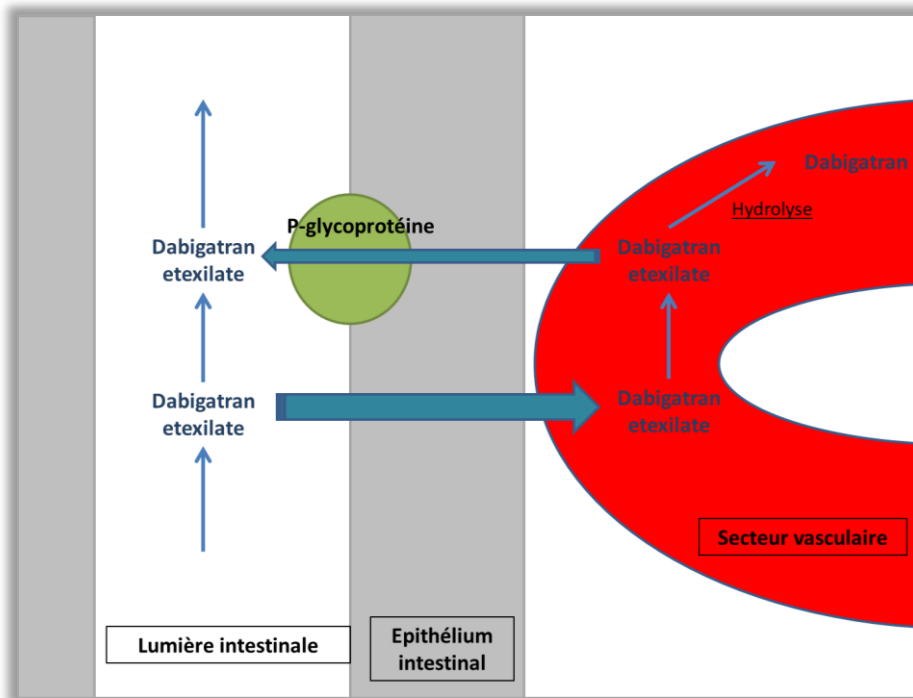 Dabigatran
Hydrolyse
P-glycoprotéine
Dabigatran
etexilate
Dabigatran
etexilate
Dabigatran
etexilate
Dabigatran
etexilate
Secteur vasculaire
Lumière intestinale
Epithélium
intestinal